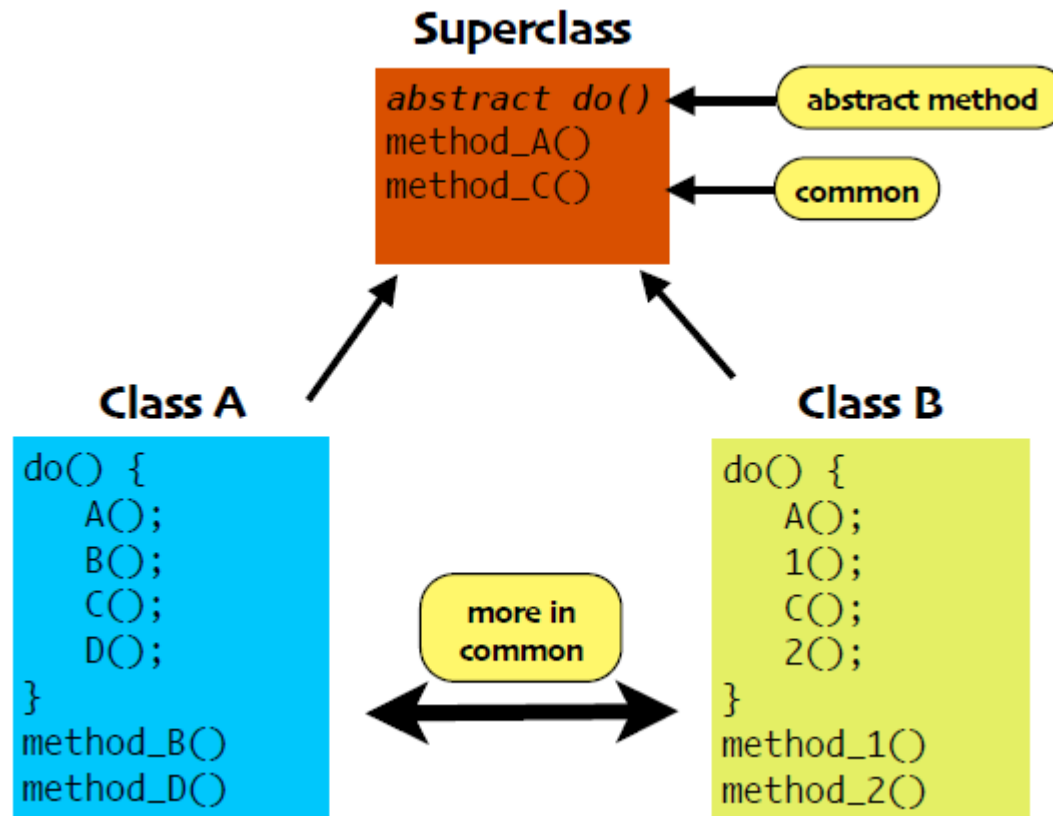 Superclass
abstract do()
method_A()
method_C()
abstract method
common
Class A
do() {
A();
B();
C();
D();
}
method_B()
method_D()
more in
common
Class B
do() {
A();
1();
C();
2();
}
method_1()
method_2()